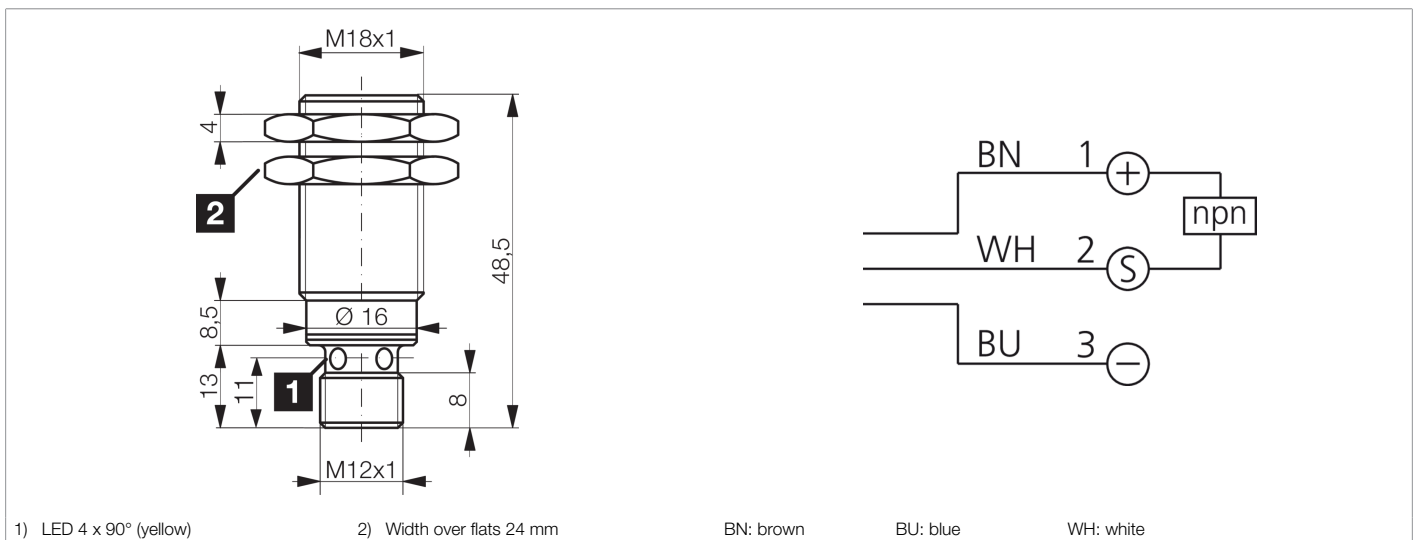 M18x1
4
2
48,5
8,5
Ø 16
13
11
1
8
M12x1
BN 1 +
npn
WH 2 S
BU 3 −
1) LED 4 x 90° (yellow) 2) Width over flats 24 mm BN: brown BU: blue WH: white